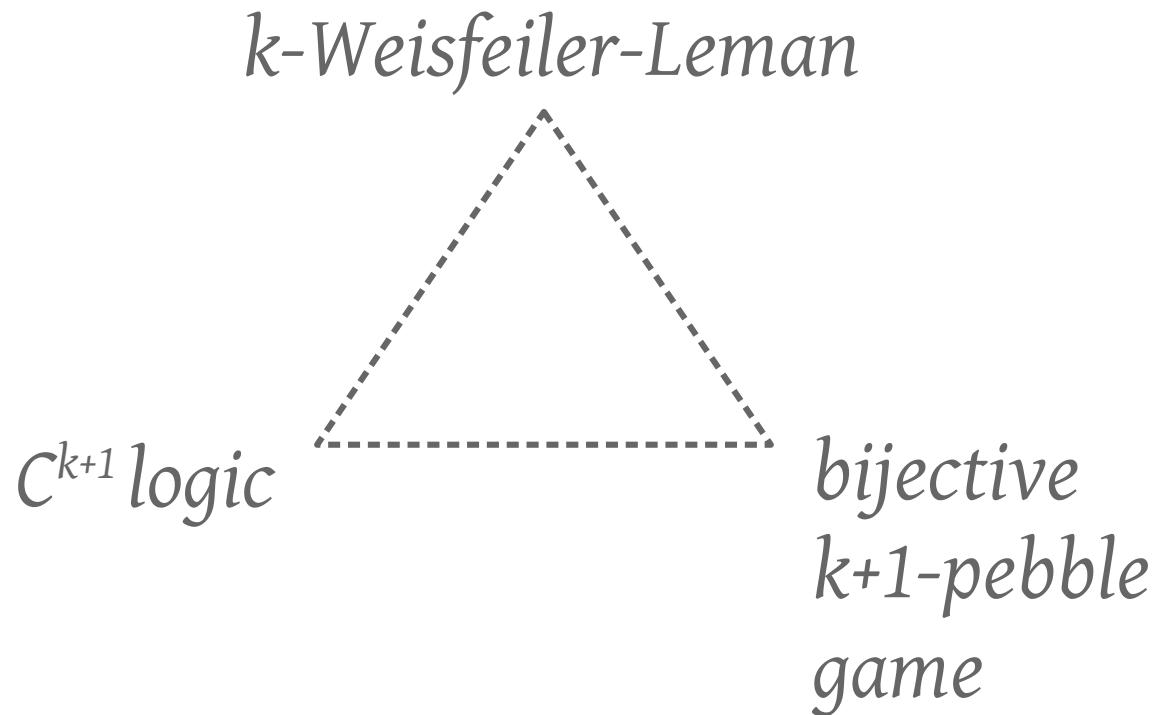 k-Weisfeiler-Leman
C^{k+1} logic
bijective
k+1-pebble
game